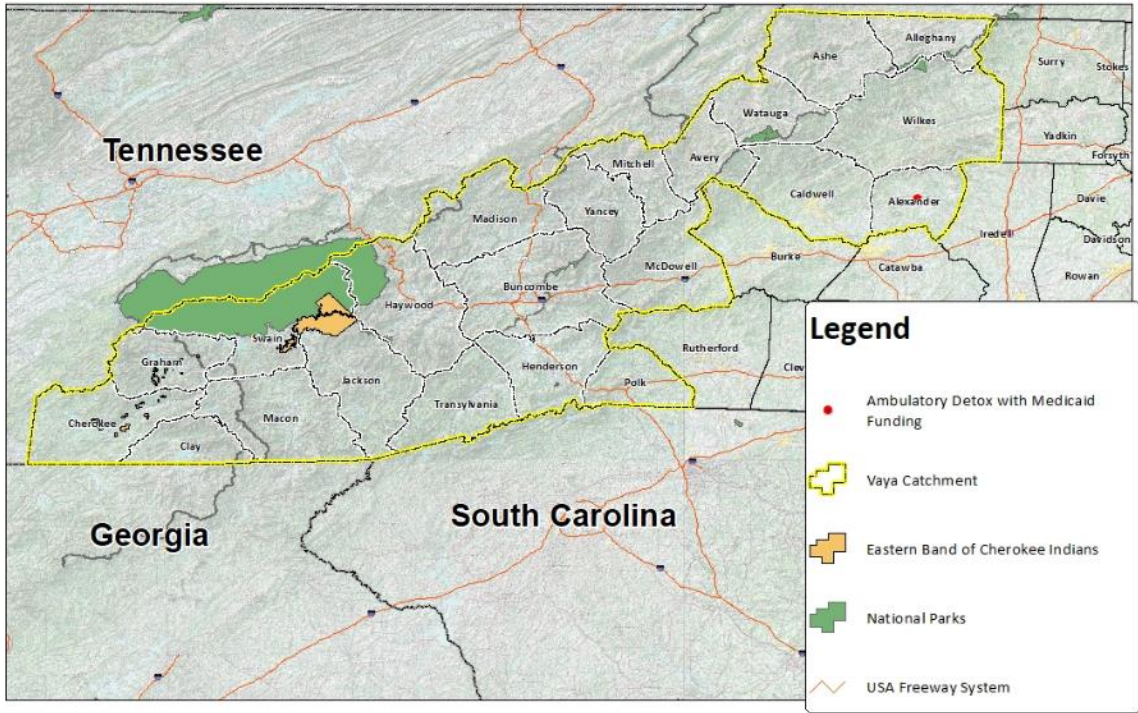 Alleghany
Ashe
Surry
Stokes
Watauga
Wilkes
Yadkin
Tennessee
Mitchell
Avery
Forsyth
Caldwell
Alexander
Davie
Madison
Yancey
Iredell
Davidson
Burke
McDowell
Catawba
Rowan
Buncombe
Haywood
Swain
Rutherford
Graham
Henderson
Clev
Jackson
Polk
Transylvania
Macon
Cherokee
Clay
Georgia
South Carolina
Legend
Ambulatory Detox with Medicaid
Funding
Vaya Catchment
Eastern Band of Cherokee Indians
National Parks
USA Freeway System